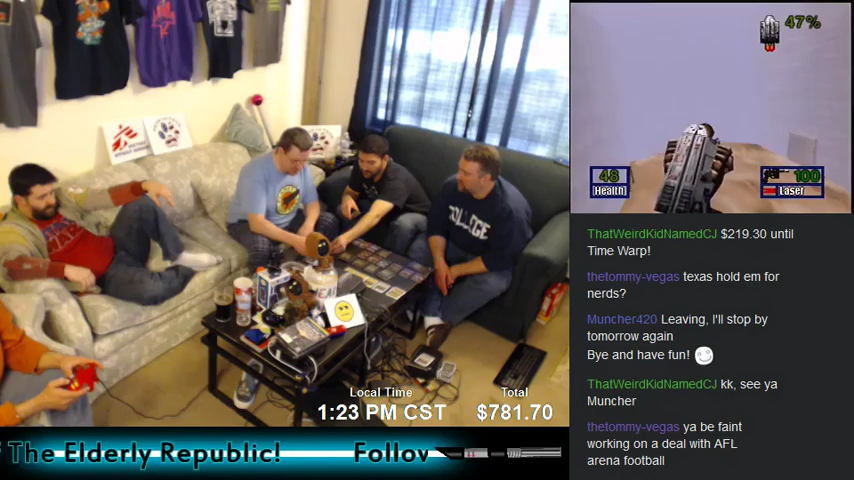 47%
48
Health
100
Laser
COLLEGE
ThatWeirdKidNamedCJ $219.30 until
Time Warp!
thetommy-vegas texas hold em for
nerds?
Muncher420 Leaving, I'll stop by
tomorrow again
Bye and have fun!
ThatWeirdKidNamedCJ kk, see ya
Muncher
thetommy-vegas ya be faint
working on a deal with AFL
arena football
Local Time
1:23 PM CST
Total
$781.70
The Elderly Republic!
Follov